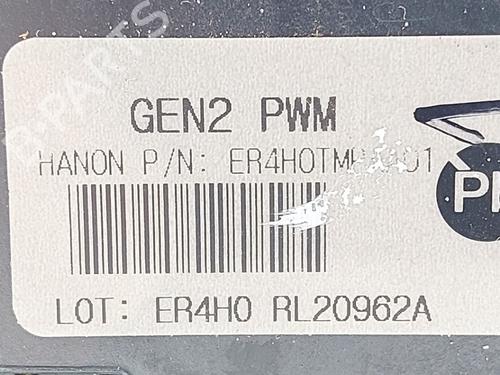 GEN2 PWM
HANON P/N:
LOT: ER4H0 RL20962A